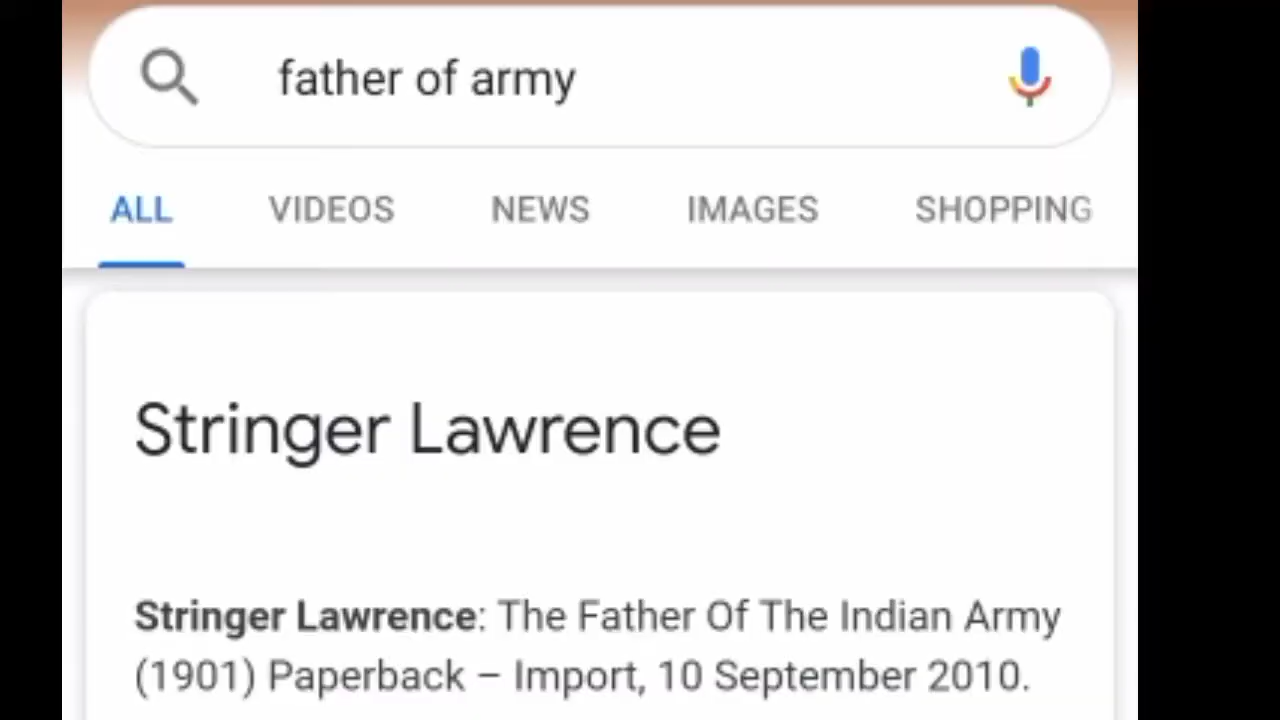 father of army
ALL VIDEOS NEWS IMAGES SHOPPING
Stringer Lawrence
Stringer Lawrence: The Father Of The Indian Army
(1901) Paperback – Import, 10 September 2010.